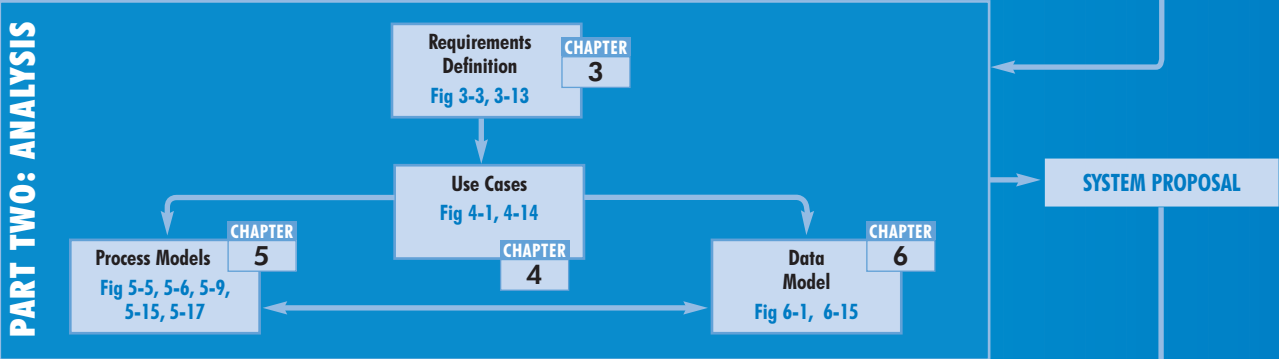 PART TWO: ANALYSIS
Requirements
Definition
Fig 3-3, 3-13
CHAPTER
3
Use Cases
Fig 4-1, 4-14
CHAPTER
4
Process Models
Fig 5-5, 5-6, 5-9,
5-15, 5-17
CHAPTER
5
Data
Model
Fig 6-1, 6-15
CHAPTER
6
SYSTEM PROPOSAL